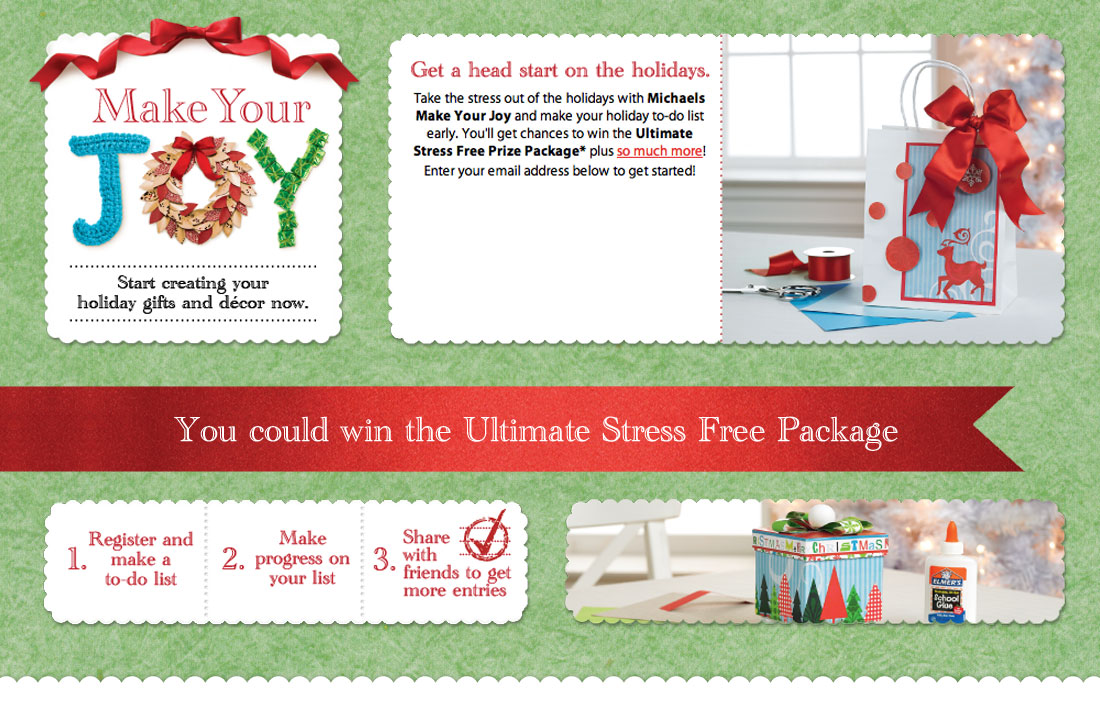 Make Your
JOY
Start creating your
holiday gifts and décor now.
Get a head start on the holidays.
Take the stress out of the holidays with Michaels
Make Your Joy and make your holiday to-do list
early. You'll get chances to win the Ultimate
Stress Free Prize Package* plus so much more!
Enter your email address below to get started!
You could win the Ultimate Stress Free Package
1. Register and
make a
to-do list
2. Make
progress on
your list
3. Share
with
friends to get
more entries
CHRiSTMAS
ELMER'S
School
Glue